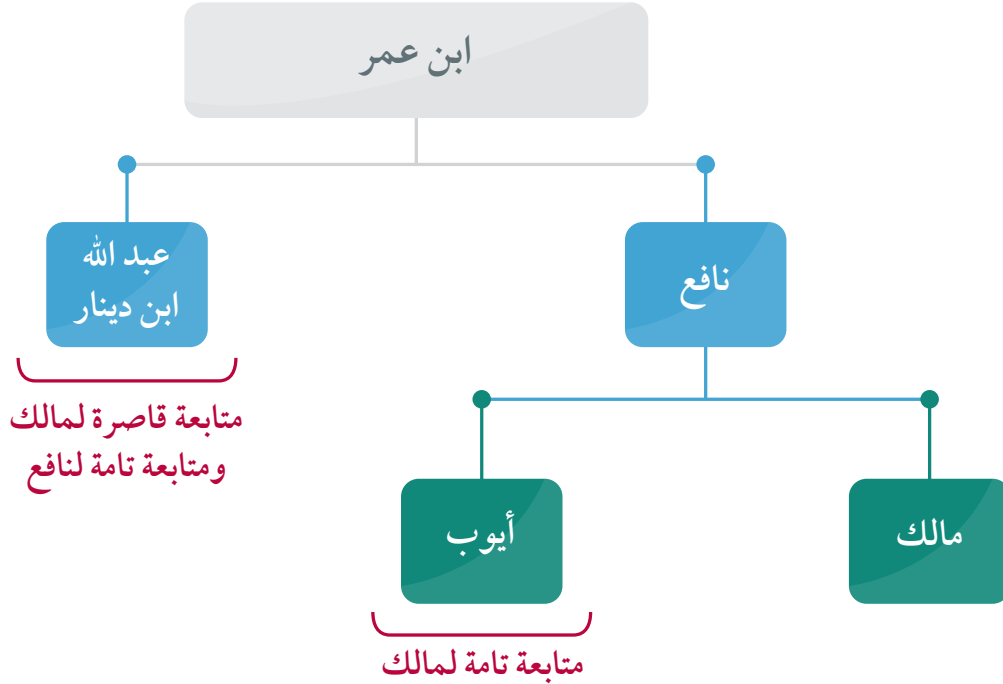 ابن عمر
نافع
عبد الله
ابن دينار
متابعة قاصرة لمالك
ومتابعة تامة لنافع
مالك
أيوب
متابعة تامة لمالك